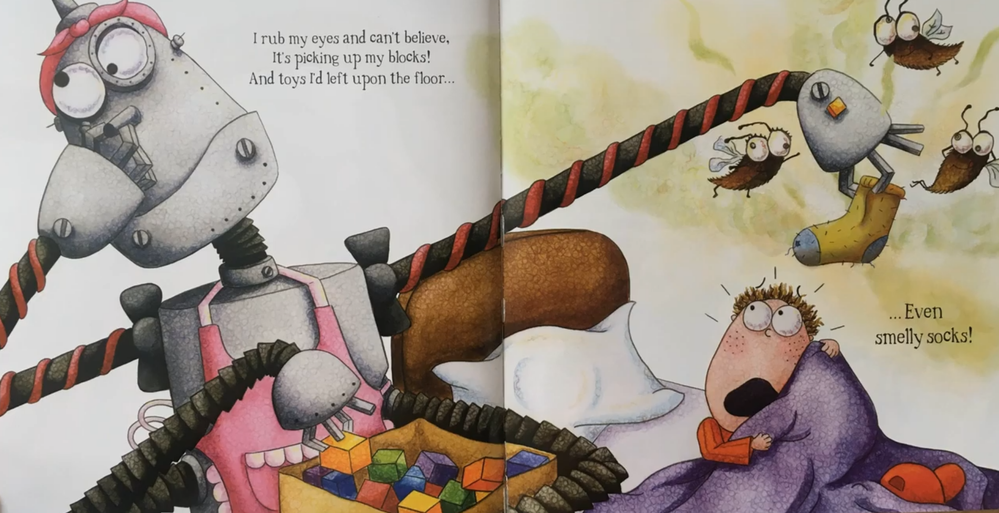 I rub my eyes and can't believe,
It's picking up my blocks!
And toys I'd left upon the floor...
...Even
smelly socks!